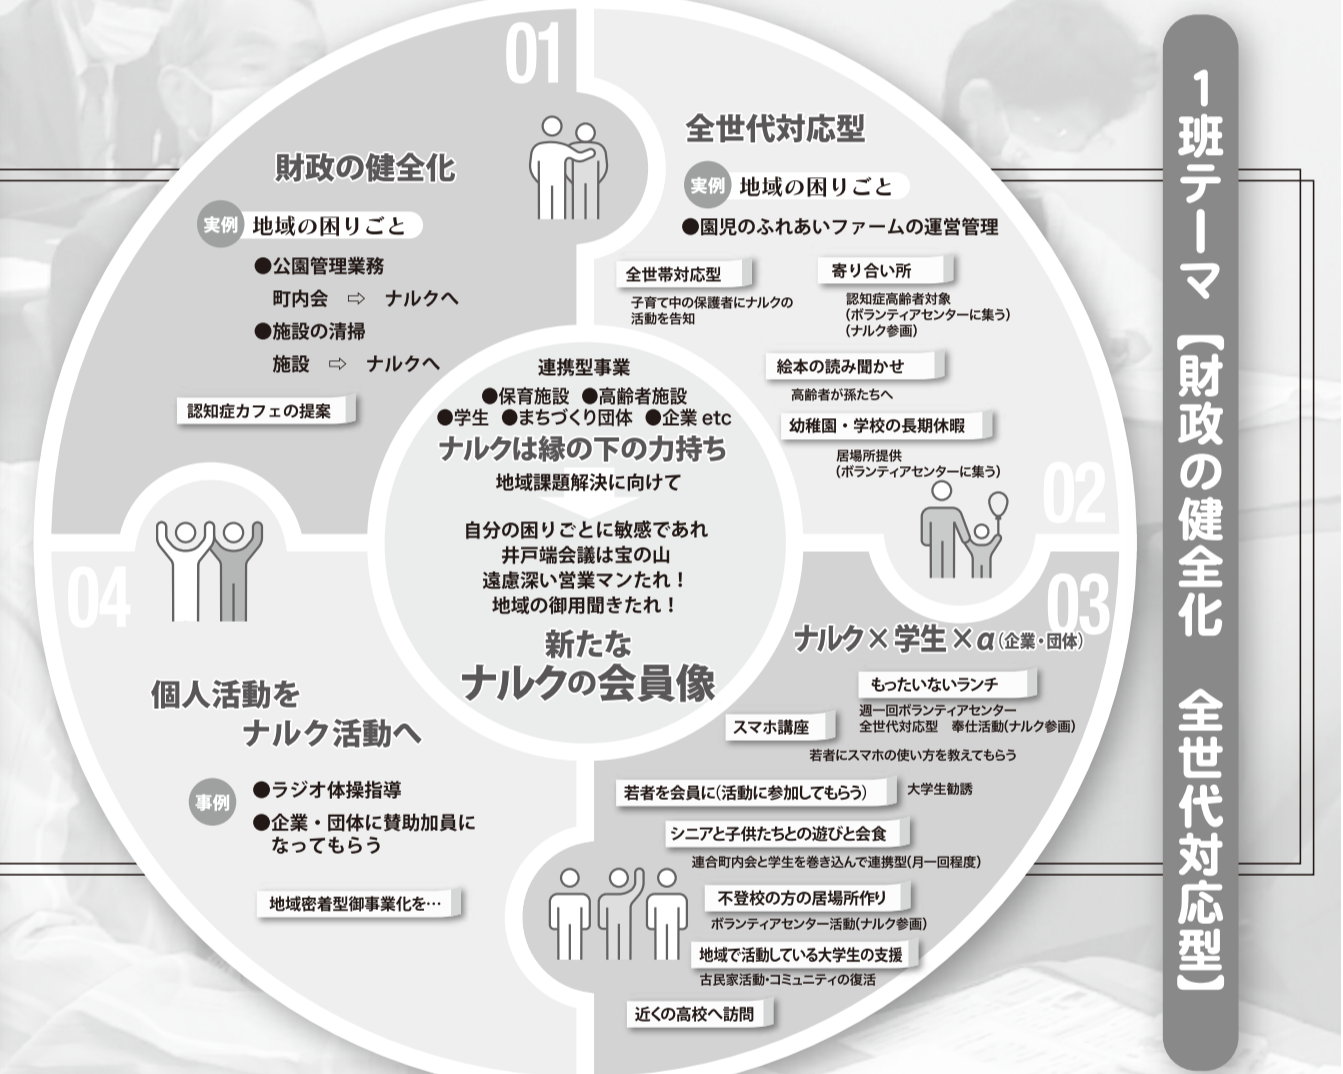 1班テーマ【財政の健全化　全世代対応型】
01
財政の健全化
実例 地域の困りごと
●公園管理業務
町内会 ⇨ ナルクへ
●施設の清掃
施設 ⇨ ナルクへ
認知症カフェの提案
全世代対応型
実例 地域の困りごと
●園児のふれあいファームの運営管理
全世帯対応型
子育て中の保護者にナルクの
活動を告知
寄り合い所
認知症高齢者対象
(ボランティアセンターに集う)
(ナルク参画)
絵本の読み聞かせ
高齢者が孫たちへ
幼稚園・学校の長期休暇
居場所提供
(ボランティアセンターに集う)
02
連携型事業
●保育施設 ●高齢者施設
●学生 ●まちづくり団体 ●企業 etc
ナルクは縁の下の力持ち
地域課題解決に向けて
自分の困りごとに敏感であれ
井戸端会議は宝の山
遠慮深い営業マンたれ！
地域の御用聞きたれ！
新たな
ナルクの会員像
03
ナルク×学生×α(企業・団体)
もったいないランチ
週一回ボランティアセンター
全世代対応型　奉仕活動(ナルク参画)
スマホ講座
若者にスマホの使い方を教えてもらう
若者を会員に(活動に参加してもらう) 大学生勧誘
シニアと子供たちとの遊びと会食
連合町内会と学生を巻き込んで連携型(月一回程度)
不登校の方の居場所作り
ボランティアセンター活動(ナルク参画)
地域で活動している大学生の支援
古民家活動・コミュニティの復活
近くの高校へ訪問
04
個人活動を
ナルク活動へ
事例 ●ラジオ体操指導
●企業・団体に賛助加員に
なってもらう
地域密着型御事業化を…